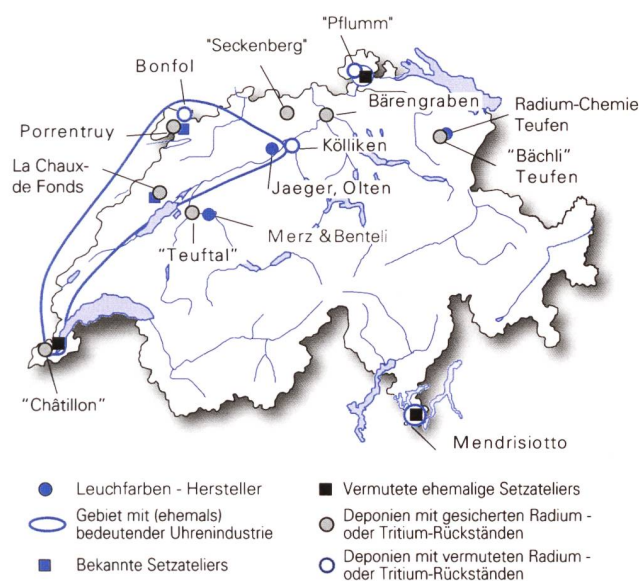 "Pflumm"
"Seckenberg"
Bonfol
Bärengraben
Radium-Chemie
Teufen
Porrentruy
Kölliken
"Bächli"
Teufen
La Chaux-
de Fonds
Jaeger, Olten
Merz & Benteli
"Teuftal"
"Châtillon"
Mendrisiotto
Leuchfarben - Hersteller
Gebiet mit (ehemals)
bedeutender Uhrenindustrie
Bekannte Setzateliers
Vermutete ehemalige Setzateliers
Deponien mit gesicherten Radium -
oder Tritium-Rückständen
Deponien mit vermuteten Radium -
oder Tritium-Rückständen